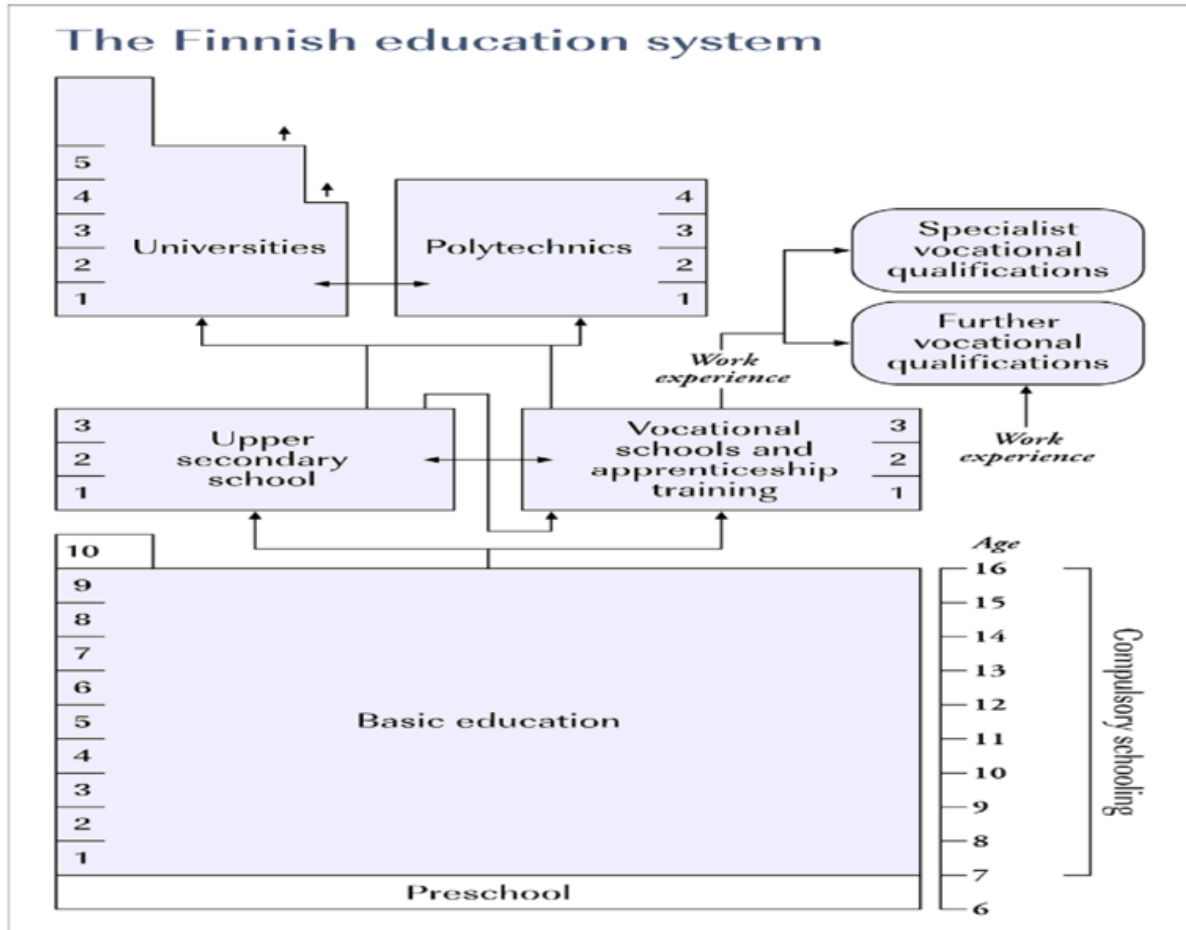 The Finnish education system
5
4
3
2
1
Universities
Polytechnics
4
3
2
1
Specialist
vocational
qualifications
Further
vocational
qualifications
Work
experience
Work
experience
3
2
1
Upper
secondary
school
Vocational
schools and
apprenticeship
training
3
2
1
10
9
8
7
6
5
4
3
2
1
Basic education
Preschool
Age
16
15
14
13
12
11
10
9
8
7
6
Compulsory schooling